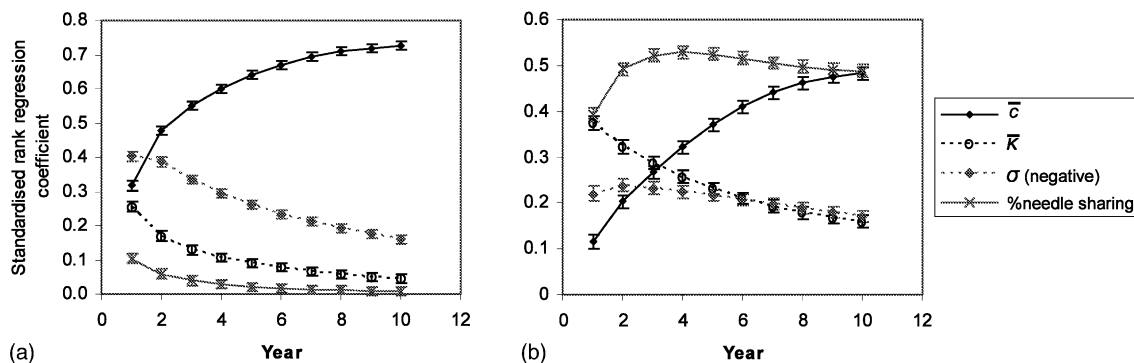 Standardised rank regression
coefficient
0.8
0.7
0.6
0.5
0.4
0.3
0.2
0.1
0.0
0 2 4 6 8 10 12
Year
(a)
0.6
0.5
0.4
0.3
0.2
0.1
0
0 2 4 6 8 10 12
Year
(b)
c̅
K̅
σ (negative)
%needle sharing